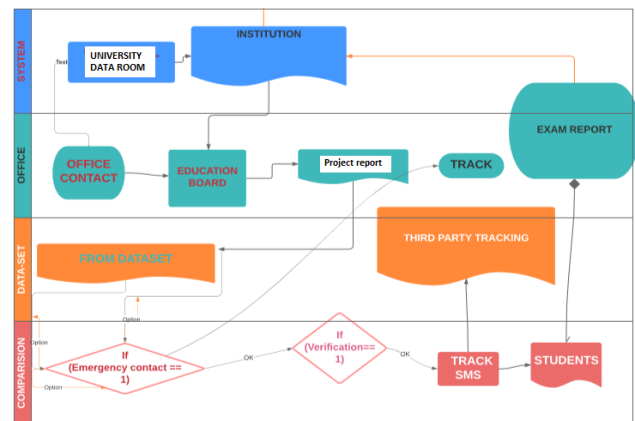 SYSTEM
UNIVERSITY
DATA ROOM
INSTITUTION
Text
OFFICE
OFFICE
CONTACT
EDUCATION
BOARD
Project report
TRACK
EXAM REPORT
DATA-SET
FROM DATASET
THIRD PARTY TRACKING
Option
Option
Option
COMPARISION
If
(Emergency contact ==
1)
OK
If
(Verification==
1)
OK
TRACK
SMS
STUDENTS